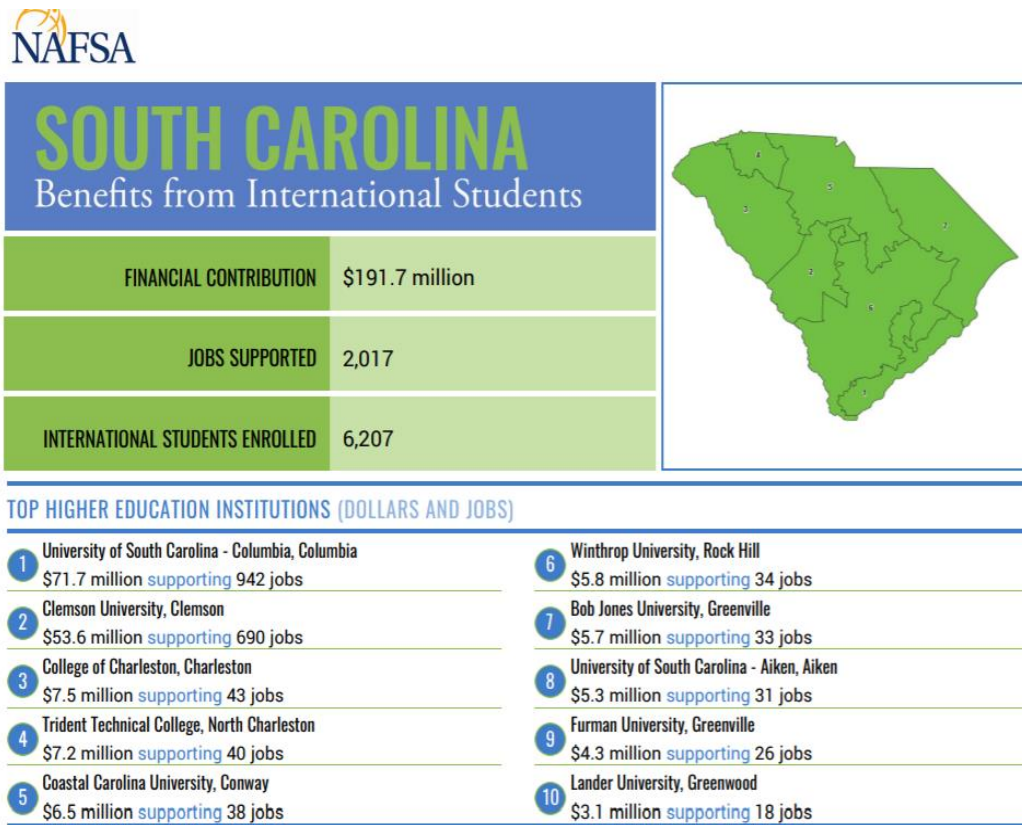 NAFSA
SOUTH CAROLINA
Benefits from International Students
FINANCIAL CONTRIBUTION $191.7 million
JOBS SUPPORTED 2,017
INTERNATIONAL STUDENTS ENROLLED 6,207
4
5
3
7
2
6
1
TOP HIGHER EDUCATION INSTITUTIONS (DOLLARS AND JOBS)
1 University of South Carolina - Columbia, Columbia
$71.7 million supporting 942 jobs
2 Clemson University, Clemson
$53.6 million supporting 690 jobs
3 College of Charleston, Charleston
$7.5 million supporting 43 jobs
4 Trident Technical College, North Charleston
$7.2 million supporting 40 jobs
5 Coastal Carolina University, Conway
$6.5 million supporting 38 jobs
6 Winthrop University, Rock Hill
$5.8 million supporting 34 jobs
7 Bob Jones University, Greenville
$5.7 million supporting 33 jobs
8 University of South Carolina - Aiken, Aiken
$5.3 million supporting 31 jobs
9 Furman University, Greenville
$4.3 million supporting 26 jobs
10 Lander University, Greenwood
$3.1 million supporting 18 jobs